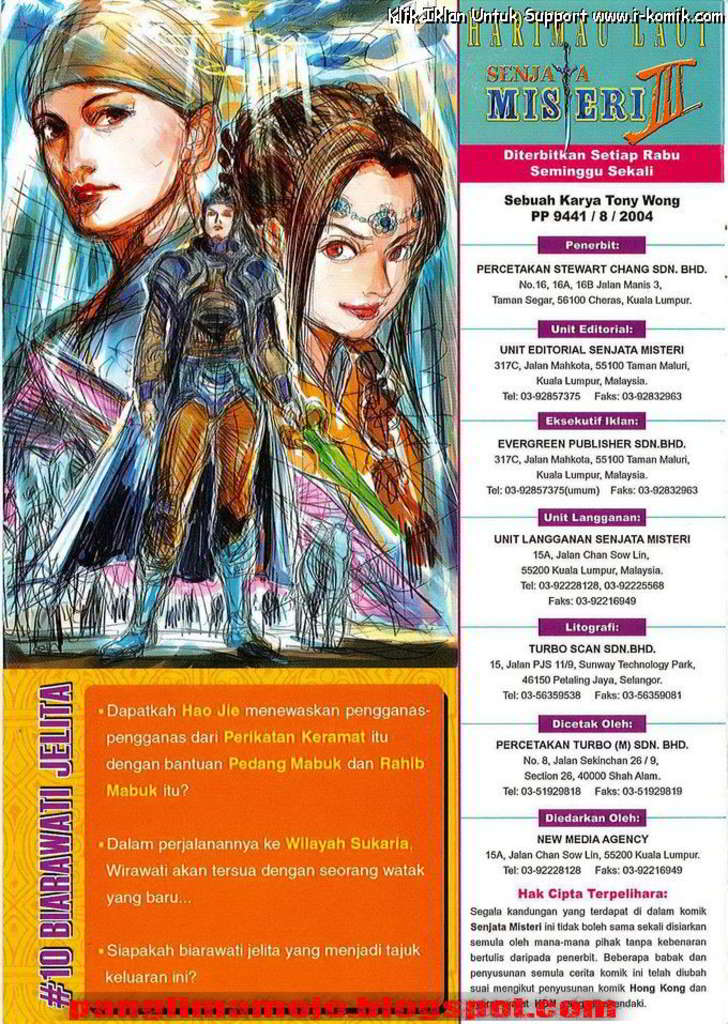 Klik Iklan Untuk Support www.i-komik.com
HARIMAU LAUT
SENJATA
MISTERI III
Diterbitkan Setiap Rabu
Seminggu Sekali
Sebuah Karya Tony Wong
PP 9441 / 8 / 2004
Penerbit:
PERCETAKAN STEWART CHANG SDN. BHD.
No.16, 16A, 16B Jalan Manis 3,
Taman Segar, 56100 Cheras, Kuala Lumpur.
Unit Editorial:
UNIT EDITORIAL SENJATA MISTERI
317C, Jalan Mahkota, 55100 Taman Maluri,
Kuala Lumpur, Malaysia.
Tel: 03-92857375 Faks: 03-92832963
Eksekutif Iklan:
EVERGREEN PUBLISHER SDN.BHD.
317C, Jalan Mahkota, 55100 Taman Maluri,
Kuala Lumpur, Malaysia.
Tel: 03-92857375(umum) Faks: 03-92832963
Unit Langganan:
UNIT LANGGANAN SENJATA MISTERI
15A, Jalan Chan Sow Lin,
55200 Kuala Lumpur, Malaysia.
Tel: 03-92228128, 03-92225568
Faks: 03-92216949
Litografi:
TURBO SCAN SDN.BHD.
15, Jalan PJS 11/9, Sunway Technology Park,
46150 Petaling Jaya, Selangor.
Tel: 03-56359538 Faks: 03-56359081
Dicetak Oleh:
PERCETAKAN TURBO (M) SDN. BHD.
No. 8, Jalan Sekinchan 26 / 9,
Section 26, 40000 Shah Alam.
Tel: 03-51929818 Faks: 03-51929819
Diedarkan Oleh:
NEW MEDIA AGENCY
15A, Jalan Chan Sow Lin, 55200 Kuala Lumpur.
Tel: 03-92228128 Faks: 03-92216949
Hak Cipta Terpelihara:
Segala kandungan yang terdapat di dalam komik
Senjata Misteri ini tidak boleh sama sekali disiarkan
semula oleh mana-mana pihak tanpa kebenaran
bertulis daripada penerbit. Beberapa babak dan
penyusunan semula cerita komik ini telah diubah
suai mengikut penyusunan komik Hong Kong dan
KDN
#10 BIARAWATI JELITA
• Dapatkah Hao Jie menewaskan pengganas-
pengganas dari Perikatan Keramat itu
dengan bantuan Pedang Mabuk dan Rahib
Mabuk itu?
• Dalam perjalanannya ke Wilayah Sukaria,
Wirawati akan tersua dengan seorang watak
yang baru...
• Siapakah biarawati jelita yang menjadi tajuk
keluaran ini?
panglimamojo.blogspot.com